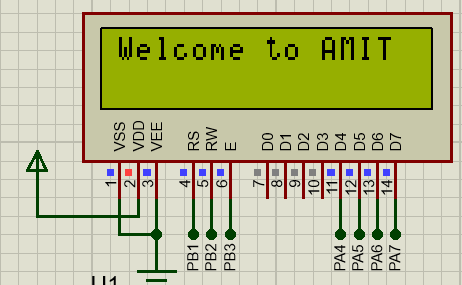 Welcome to AMIT
VSS VDD VEE RS RW E D0 D1 D2 D3 D4 D5 D6 D7
1 2 3 4 5 6 7 8 9 10 11 12 13 14
PB1 PB2 PB3 PA4 PA5 PA6 PA7
U1